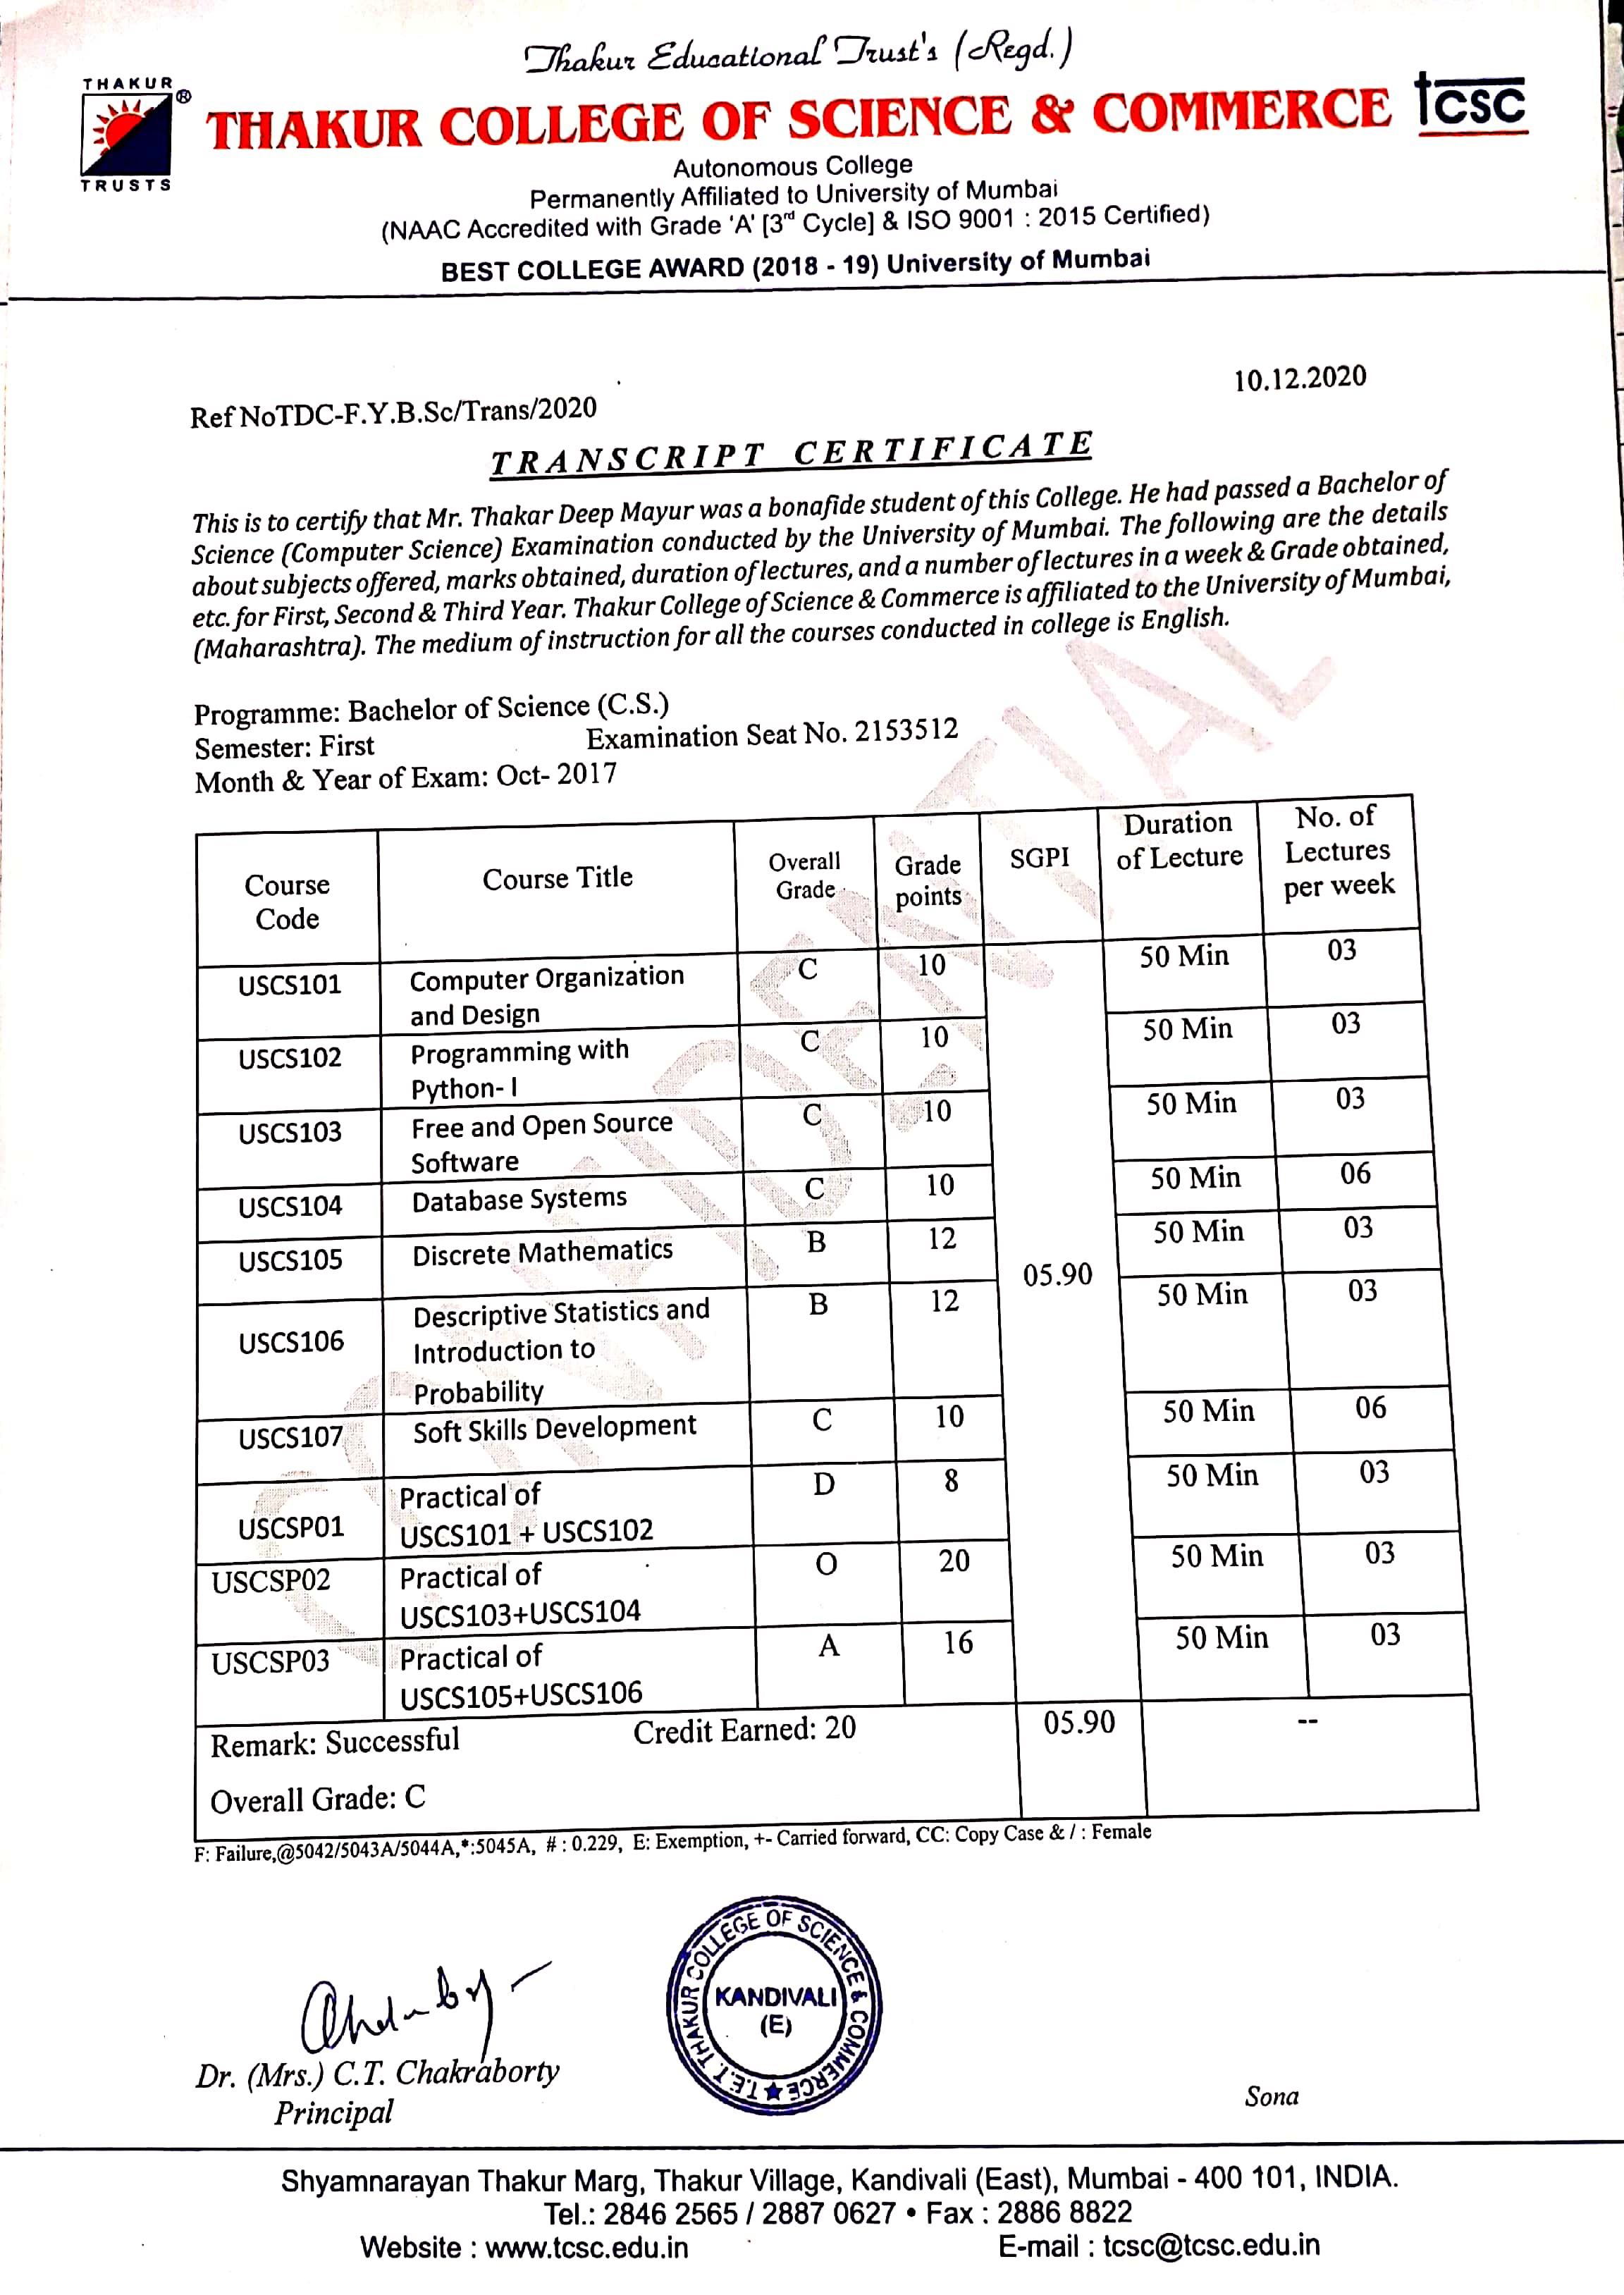 Thakur Educational Trust's (Regd.)
THAKUR
TRUSTS
®
THAKUR COLLEGE OF SCIENCE & COMMERCE
tcsc
Autonomous College
Permanently Affiliated to University of Mumbai
(NAAC Accredited with Grade 'A' [3rd Cycle] & ISO 9001 : 2015 Certified)
BEST COLLEGE AWARD (2018 - 19) University of Mumbai
10.12.2020
Ref NoTDC-F.Y.B.Sc/Trans/2020
TRANSCRIPT CERTIFICATE
This is to certify that Mr. Thakar Deep Mayur was a bonafide student of this College. He had passed a Bachelor of
Science (Computer Science) Examination conducted by the University of Mumbai. The following are the details
about subjects offered, marks obtained, duration of lectures, and a number of lectures in a week & Grade obtained,
etc. for First, Second & Third Year. Thakur College of Science & Commerce is affiliated to the University of Mumbai,
(Maharashtra). The medium of instruction for all the courses conducted in college is English.
Programme: Bachelor of Science (C.S.)
Semester: First Examination Seat No. 2153512
Month & Year of Exam: Oct- 2017
Course Code Course Title Overall Grade Grade points SGPI Duration of Lecture No. of Lectures per week
USCS101 Computer Organization and Design C 10 50 Min 03
USCS102 Programming with Python- I C 10 50 Min 03
USCS103 Free and Open Source Software C 10 50 Min 03
USCS104 Database Systems C 10 50 Min 06
USCS105 Discrete Mathematics B 12 50 Min 03
05.90
USCS106 Descriptive Statistics and Introduction to Probability B 12 50 Min 03
USCS107 Soft Skills Development C 10 50 Min 06
USCSP01 Practical of USCS101 + USCS102 D 8 50 Min 03
USCSP02 Practical of USCS103+USCS104 O 20 50 Min 03
USCSP03 Practical of USCS105+USCS106 A 16 50 Min 03
Remark: Successful Credit Earned: 20 05.90 --
Overall Grade: C
F: Failure,@5042/5043A/5044A,*:5045A, # : 0.229, E: Exemption, +- Carried forward, CC: Copy Case & / : Female
CONFIDENTIAL
T.E.T. THAKUR COLLEGE OF SCIENCE & COMMERCE
KANDIVALI
(E)
Dr. (Mrs.) C.T. Chakraborty
Principal
Sona
Shyamnarayan Thakur Marg, Thakur Village, Kandivali (East), Mumbai - 400 101, INDIA.
Tel.: 2846 2565 / 2887 0627 • Fax : 2886 8822
Website : www.tcsc.edu.in E-mail : tcsc@tcsc.edu.in